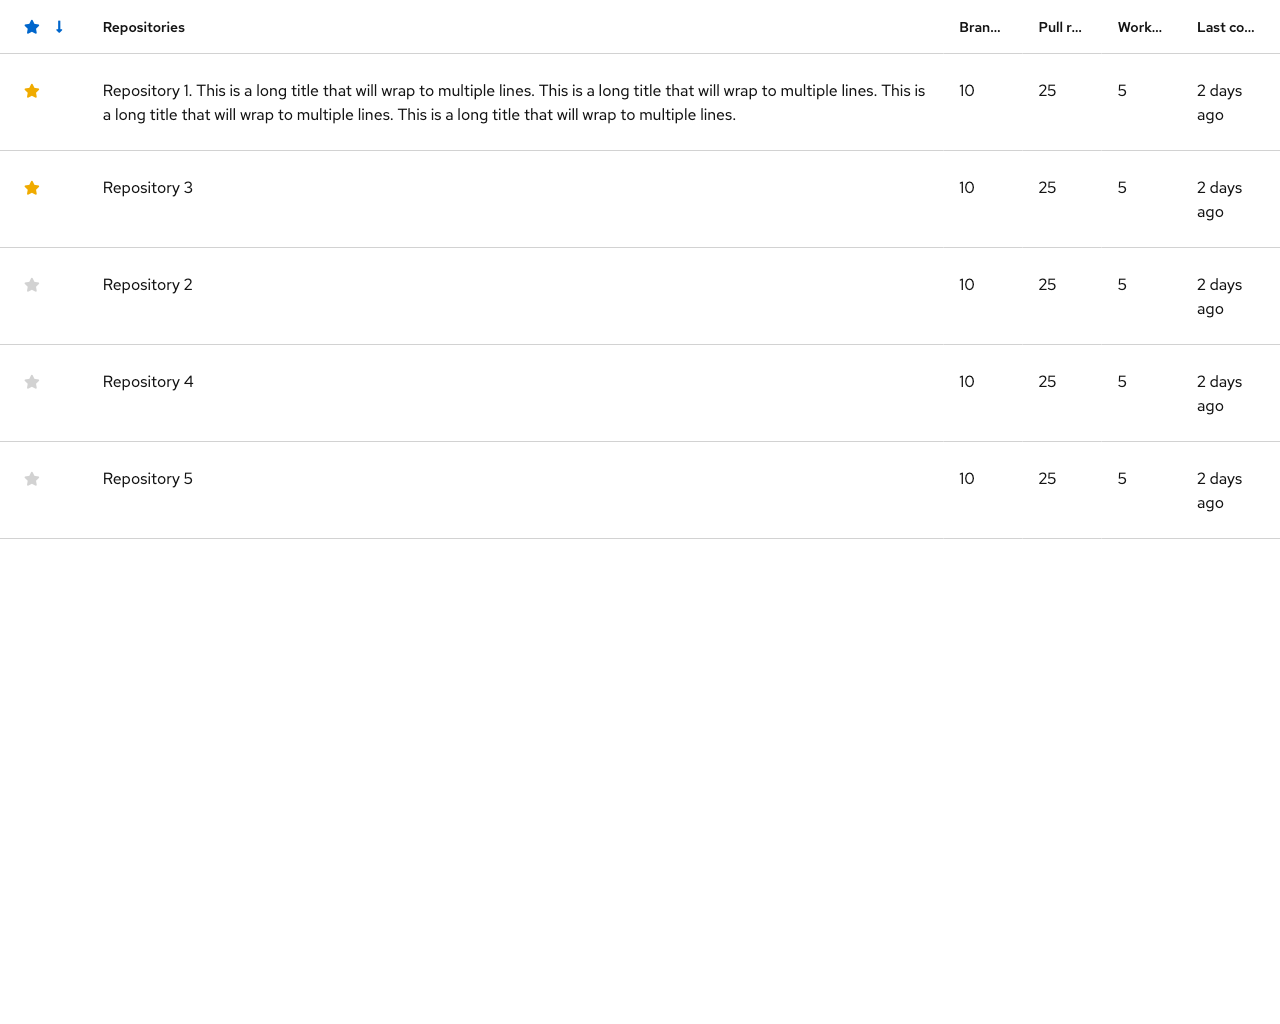 Repositories Bran... Pull r... Work... Last co...
Repository 1. This is a long title that will wrap to multiple lines. This is a long title that will wrap to multiple lines. This is 10 25 5 2 days
a long title that will wrap to multiple lines. This is a long title that will wrap to multiple lines. ago
Repository 3 10 25 5 2 days
ago
Repository 2 10 25 5 2 days
ago
Repository 4 10 25 5 2 days
ago
Repository 5 10 25 5 2 days
ago